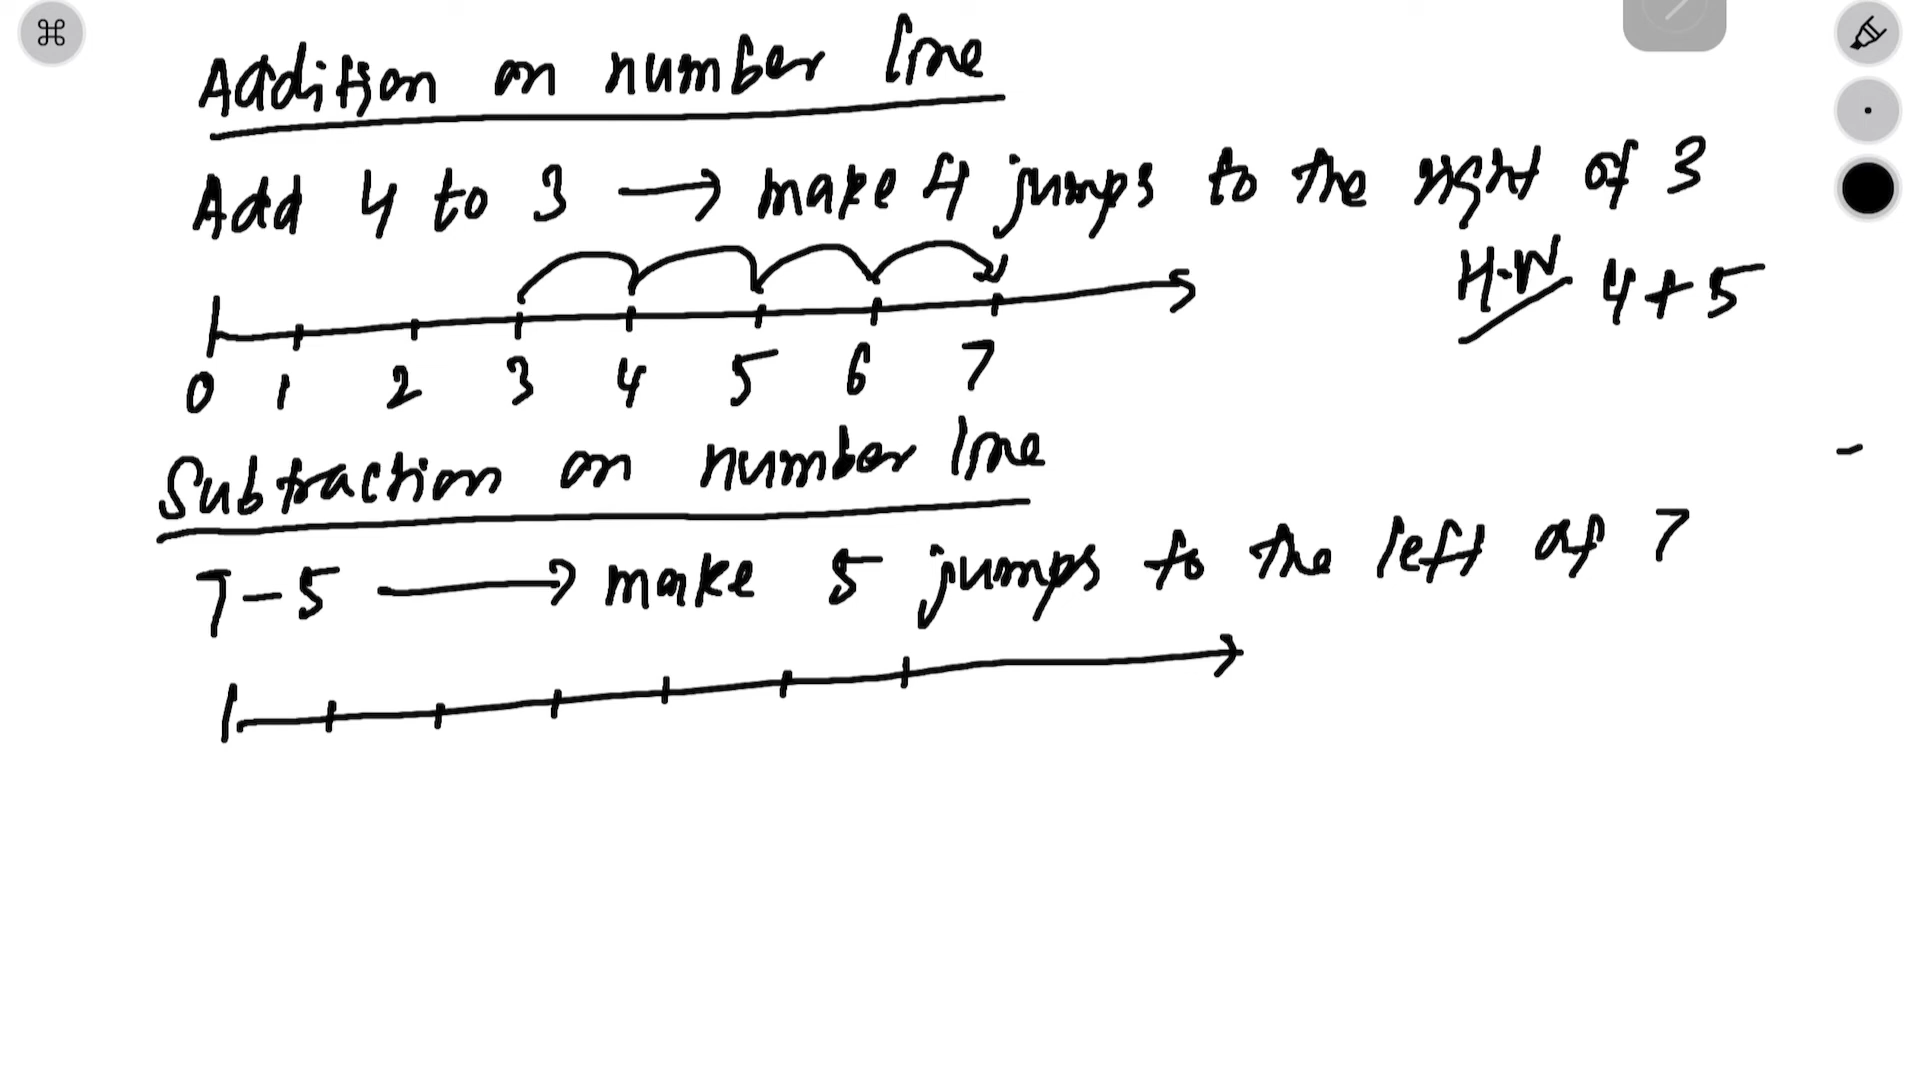 Addition on number line
Add 4 to 3 → make 4 jumps to the right of 3
H.W 4+5
0 1 2 3 4 5 6 7
Subtraction on number line
7-5 → make 5 jumps to the left of 7